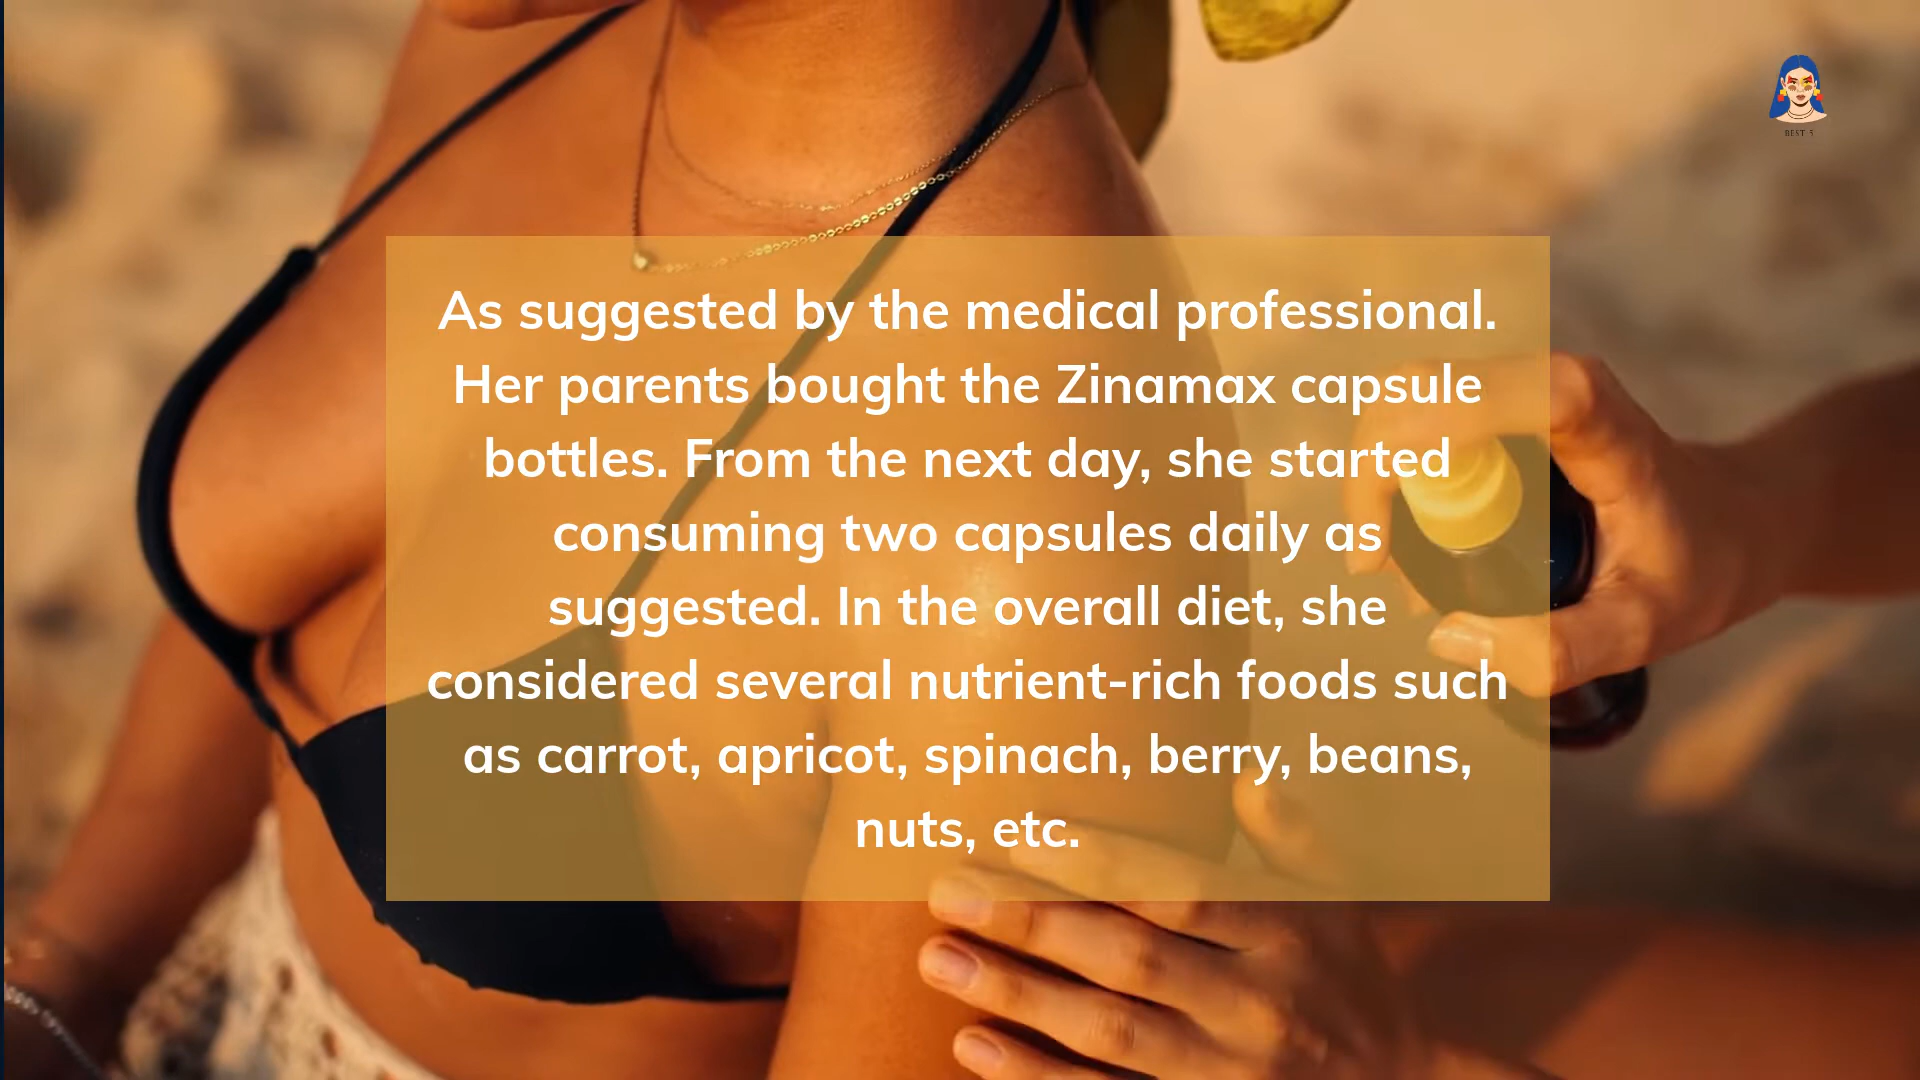 BEST 5
As suggested by the medical professional.
Her parents bought the Zinamax capsule
bottles. From the next day, she started
consuming two capsules daily as
suggested. In the overall diet, she
considered several nutrient-rich foods such
as carrot, apricot, spinach, berry, beans,
nuts, etc.